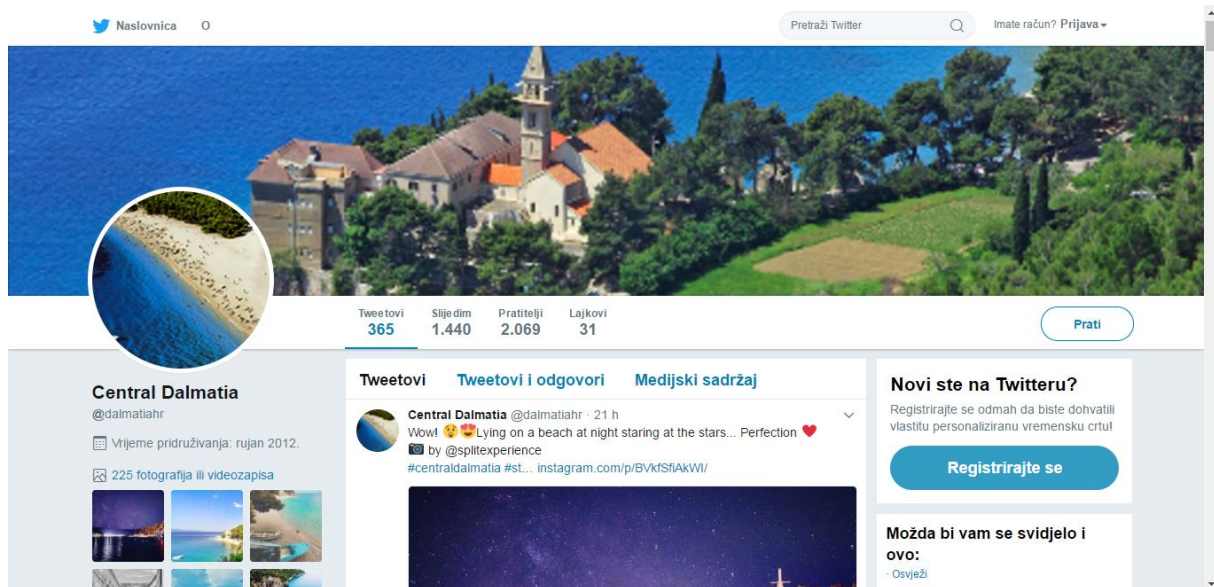 Naslovnica O Pretraži Twitter Imate račun? Prijava
Tweetovi Slijedim Pratitelji Lajkovi
365 1.440 2.069 31
Prati
Central Dalmatia
@dalmatiahr
Vrijeme pridruživanja: rujan 2012.
225 fotografija ili videozapisa
Tweetovi Tweetovi i odgovori Medijski sadržaj
Central Dalmatia @dalmatiahr · 21 h
Wow! 😲😍Lying on a beach at night staring at the stars... Perfection ❤
📷 by @splitexperience
#centraldalmatia #st... instagram.com/p/BVkfSfiAkWI/
Novi ste na Twitteru?
Registrirajte se odmah da biste dohvatili
vlastitu personaliziranu vremensku crtu!
Registrirajte se
Možda bi vam se svidjelo i
ovo:
· Osvježi